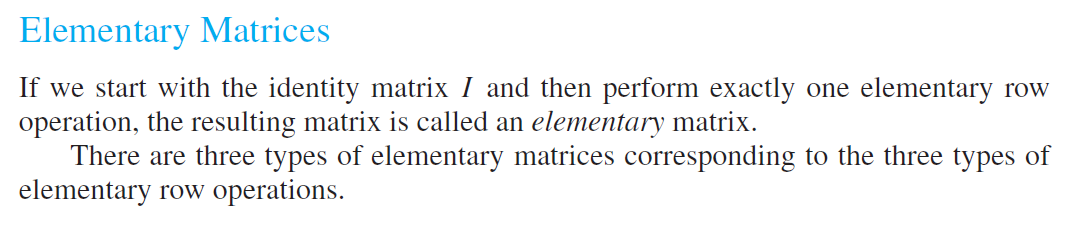 Elementary Matrices
If we start with the identity matrix I and then perform exactly one elementary row
operation, the resulting matrix is called an elementary matrix.
There are three types of elementary matrices corresponding to the three types of
elementary row operations.